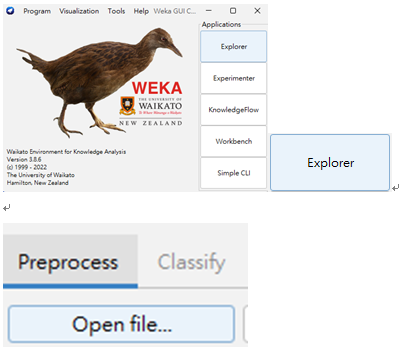 Program Visualization Tools Help Weka GUI C...
Applications
Explorer
Experimenter
KnowledgeFlow
Workbench
Simple CLI
WEKA
THE UNIVERSITY OF
WAIKATO
Te Whare Wānanga o Waikato
NEW ZEALAND
Waikato Environment for Knowledge Analysis
Version 3.8.6
(c) 1999 - 2022
The University of Waikato
Hamilton, New Zealand
Explorer
Preprocess Classify
Open file...